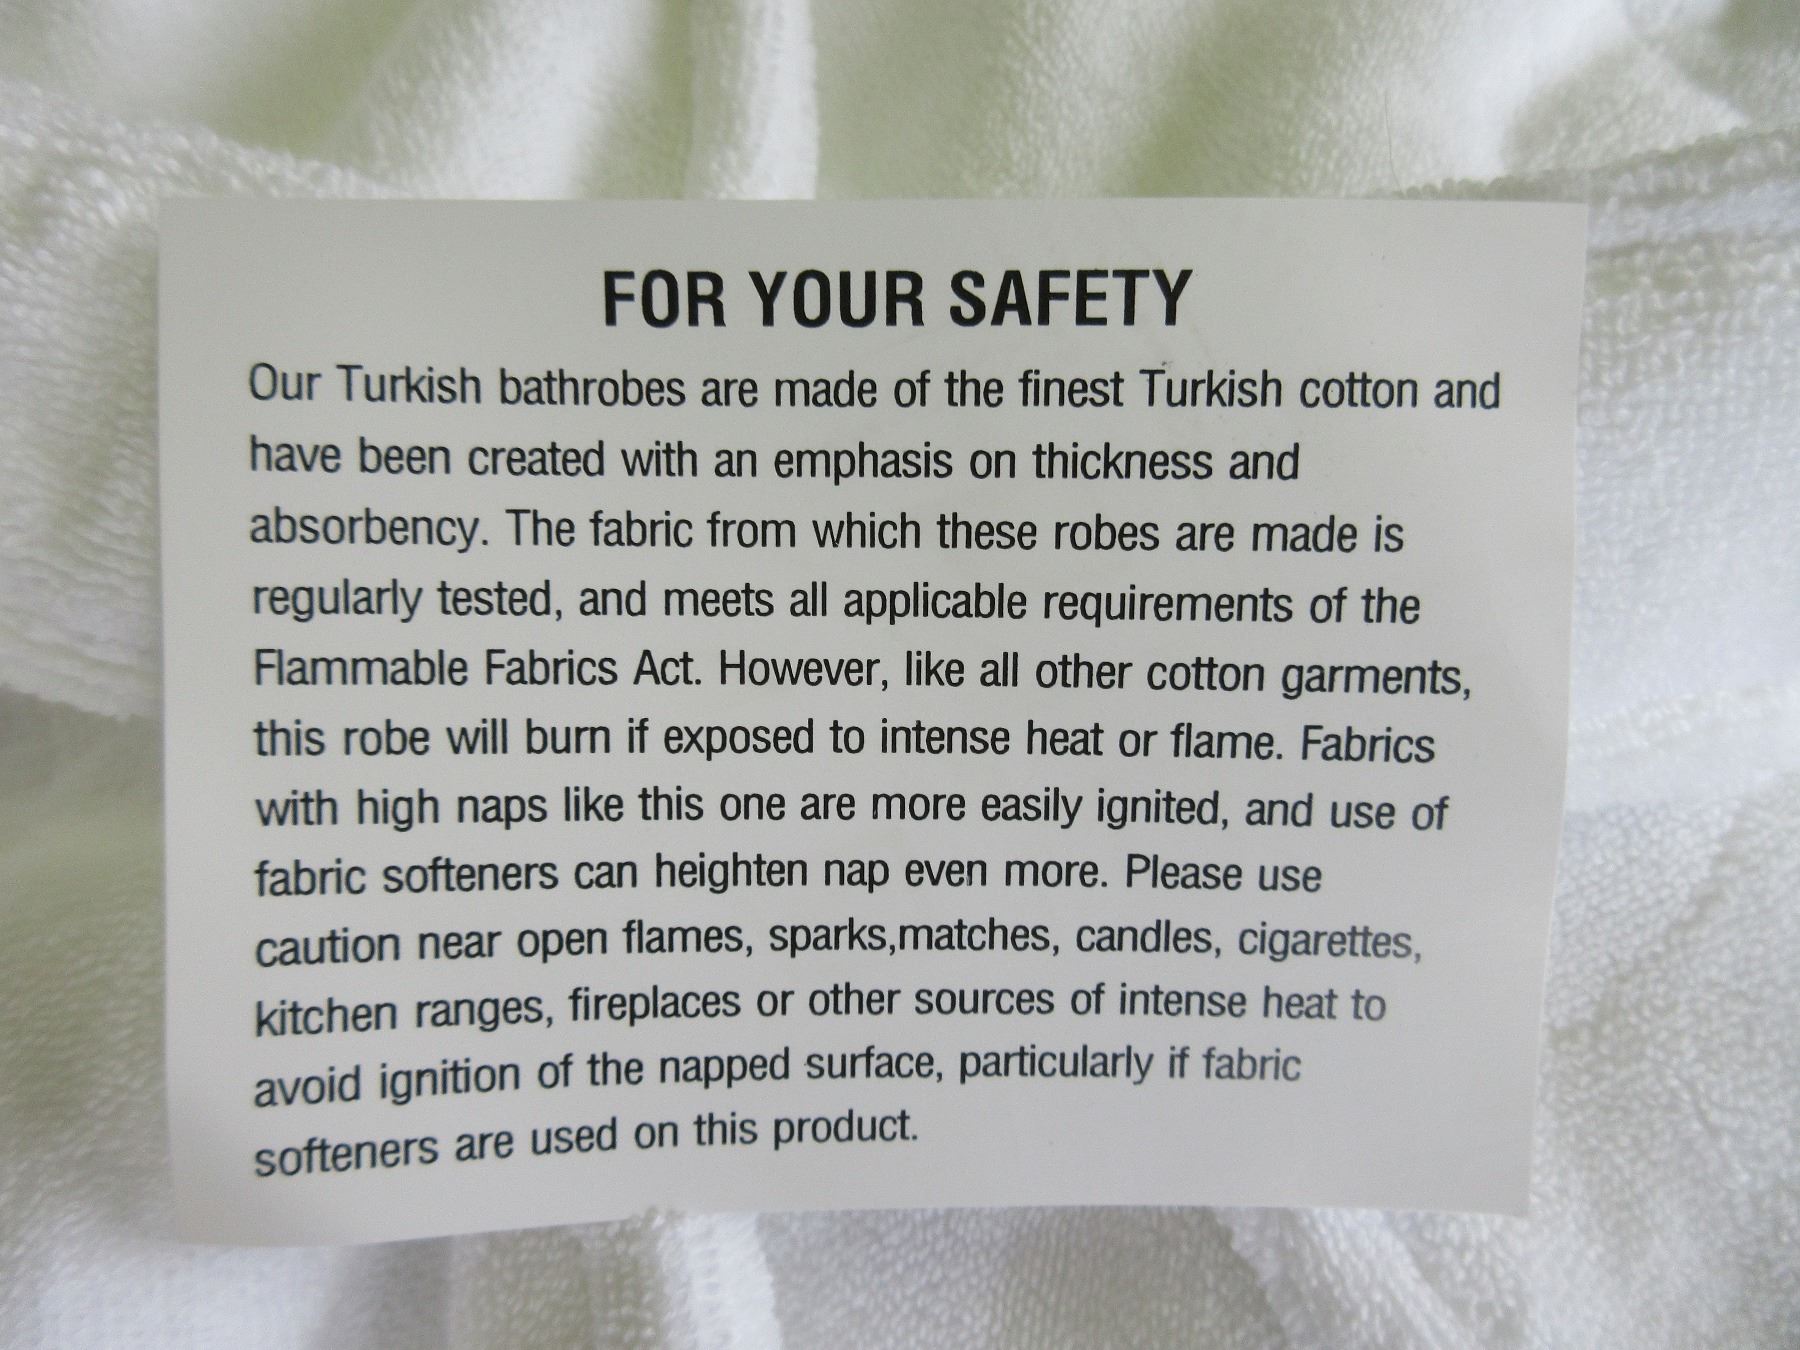 FOR YOUR SAFETY
Our Turkish bathrobes are made of the finest Turkish cotton and
have been created with an emphasis on thickness and
absorbency. The fabric from which these robes are made is
regularly tested, and meets all applicable requirements of the
Flammable Fabrics Act. However, like all other cotton garments,
this robe will burn if exposed to intense heat or flame. Fabrics
with high naps like this one are more easily ignited, and use of
fabric softeners can heighten nap even more. Please use
caution near open flames, sparks,matches, candles, cigarettes,
kitchen ranges, fireplaces or other sources of intense heat to
avoid ignition of the napped surface, particularly if fabric
softeners are used on this product.